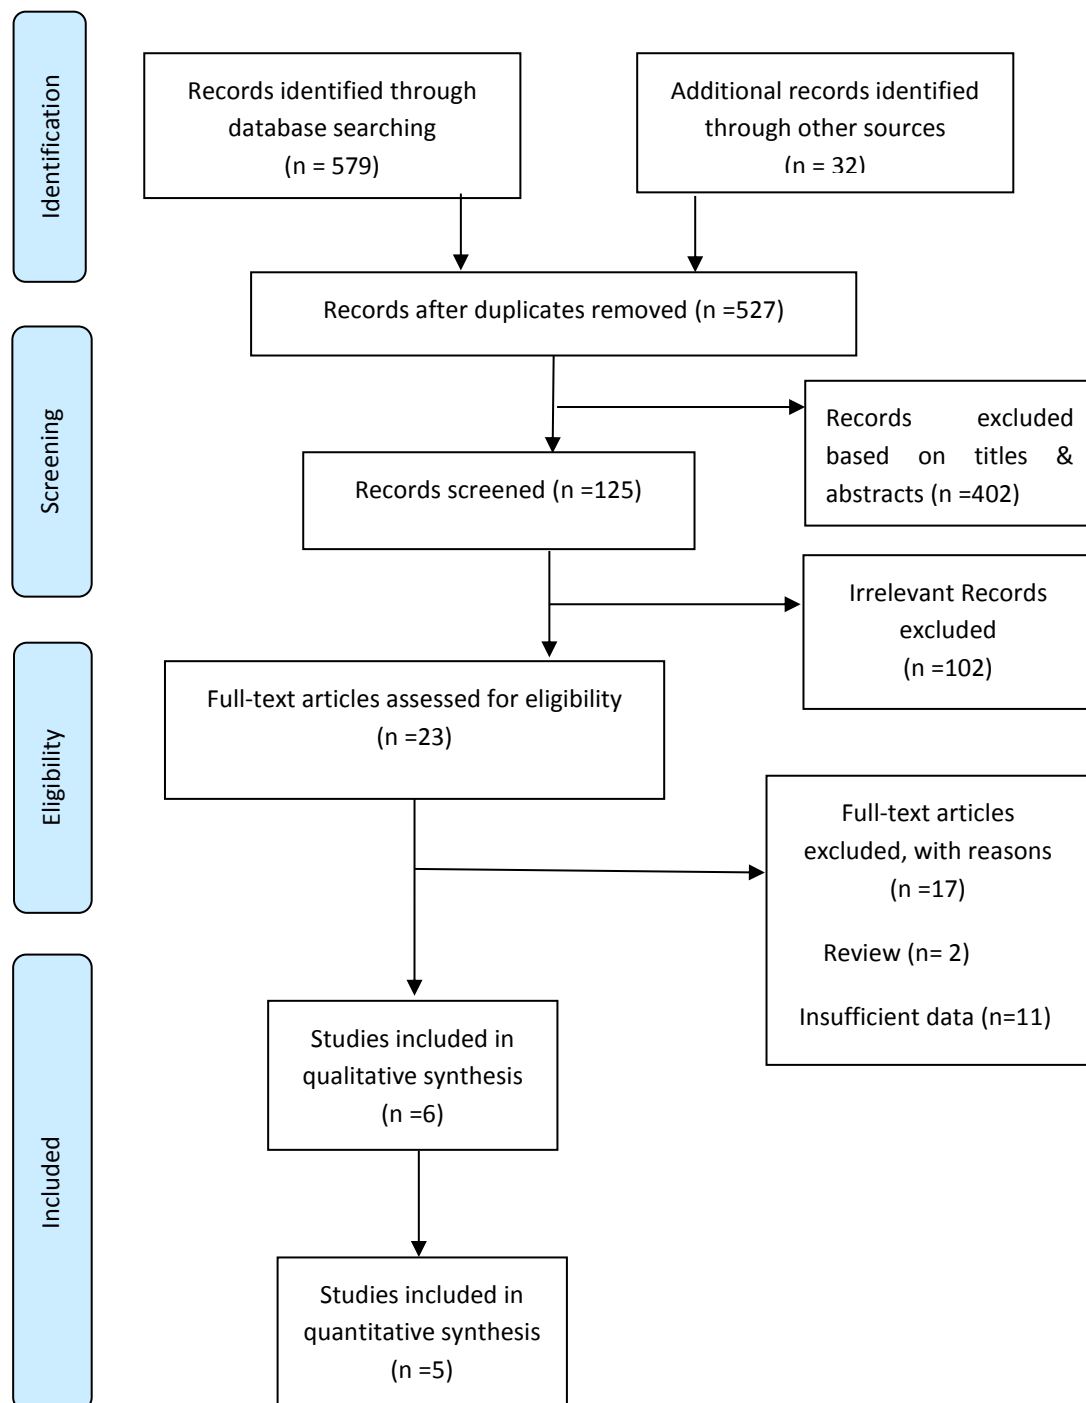 Identification
Records identified through
database searching
(n = 579)
Additional records identified
through other sources
(n = 32)
Records after duplicates removed (n =527)
Screening
Records excluded
based on titles &
abstracts (n =402)
Records screened (n =125)
Irrelevant Records
excluded
(n =102)
Eligibility
Full-text articles assessed for eligibility
(n =23)
Full-text articles
excluded, with reasons
(n =17)
Review (n= 2)
Insufficient data (n=11)
Included
Studies included in
qualitative synthesis
(n =6)
Studies included in
quantitative synthesis
(n =5)